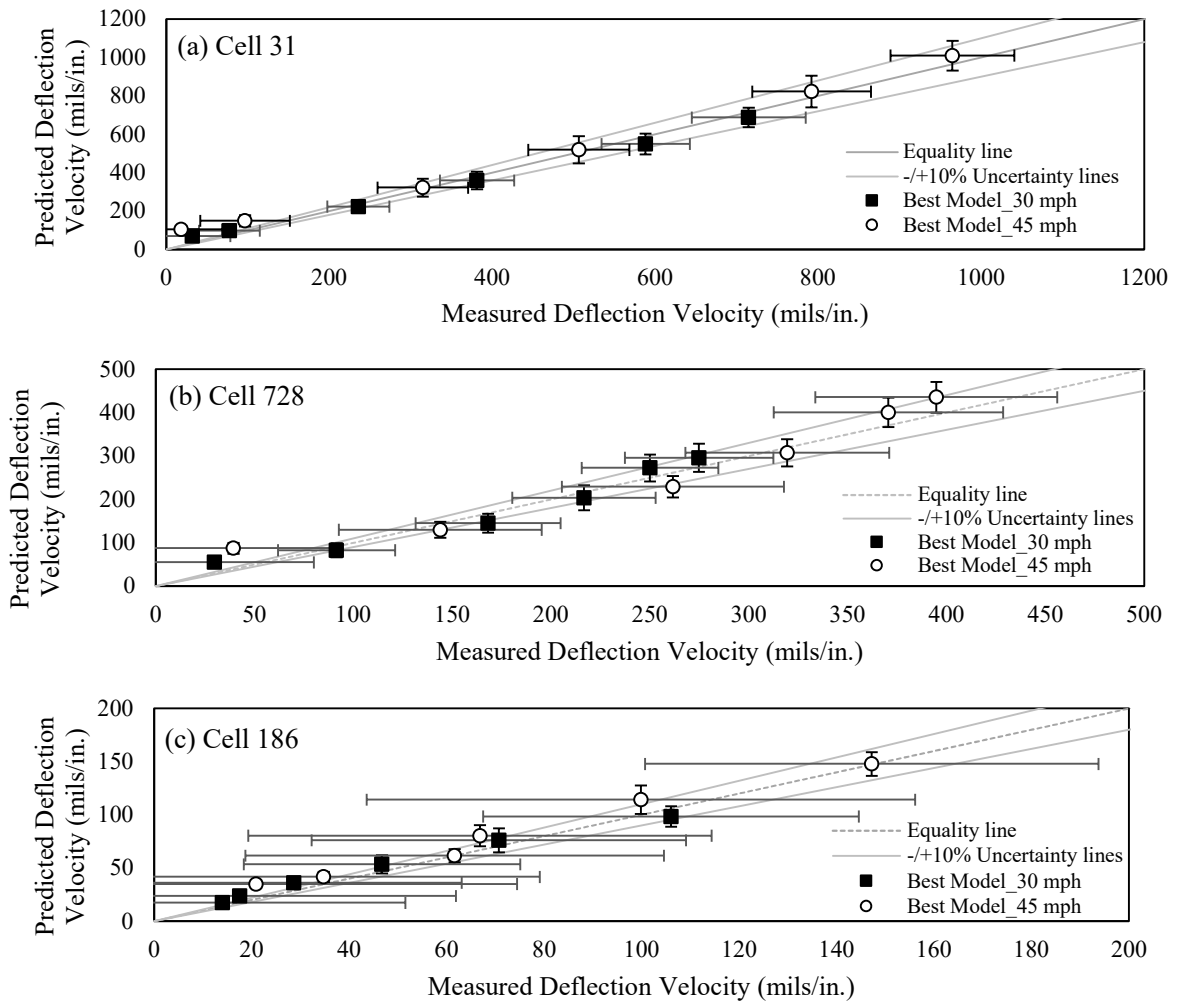 (a) Cell 31
Predicted Deflection
Velocity (mils/in.)
1200
1000
800
600
400
200
0
Equality line
-/+10% Uncertainty lines
Best Model_30 mph
Best Model_45 mph
0 200 400 600 800 1000 1200
Measured Deflection Velocity (mils/in.)
(b) Cell 728
Predicted Deflection
Velocity (mils/in.)
500
400
300
200
100
0
Equality line
-/+10% Uncertainty lines
Best Model_30 mph
Best Model_45 mph
0 50 100 150 200 250 300 350 400 450 500
Measured Deflection Velocity (mils/in.)
(c) Cell 186
Predicted Deflection
Velocity (mils/in.)
200
150
100
50
0
Equality line
-/+10% Uncertainty lines
Best Model_30 mph
Best Model_45 mph
0 20 40 60 80 100 120 140 160 180 200
Measured Deflection Velocity (mils/in.)